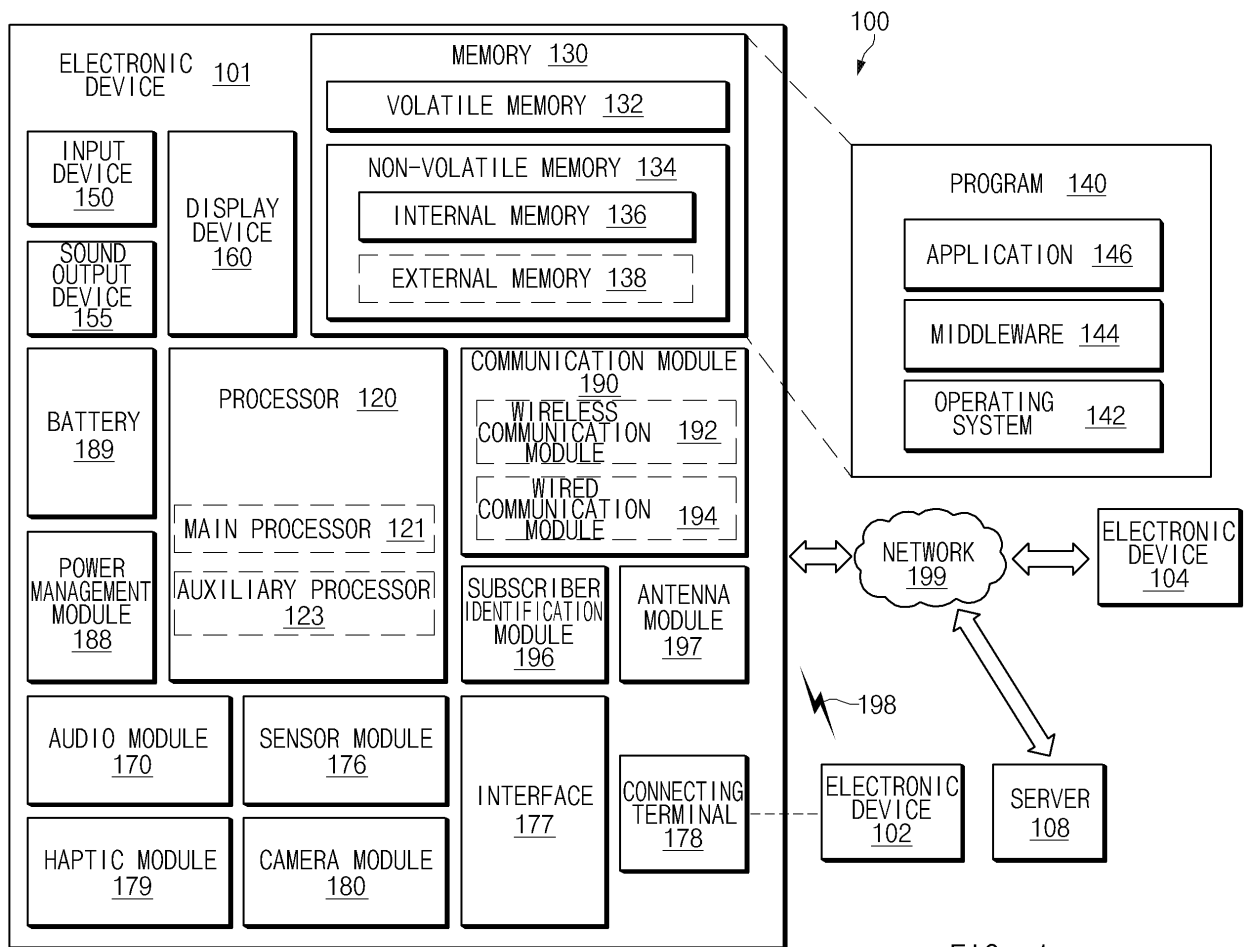 100
ELECTRONIC
DEVICE 101
MEMORY 130
VOLATILE MEMORY 132
NON-VOLATILE MEMORY 134
INTERNAL MEMORY 136
EXTERNAL MEMORY 138
INPUT
DEVICE
150
SOUND
OUTPUT
DEVICE
155
DISPLAY
DEVICE
160
PROGRAM 140
APPLICATION 146
MIDDLEWARE 144
OPERATING
SYSTEM 142
BATTERY
189
POWER
MANAGEMENT
MODULE
188
PROCESSOR 120
MAIN PROCESSOR 121
AUXILIARY PROCESSOR
123
COMMUNICATION MODULE
190
WIRELESS
COMMUNICATION 192
MODULE
WIRED
COMMUNICATION 194
MODULE
SUBSCRIBER
IDENTIFICATION
MODULE
196
ANTENNA
MODULE
197
NETWORK
199
ELECTRONIC
DEVICE
104
198
AUDIO MODULE
170
SENSOR MODULE
176
HAPTIC MODULE
179
CAMERA MODULE
180
INTERFACE
177
CONNECTING
TERMINAL
178
ELECTRONIC
DEVICE
102
SERVER
108